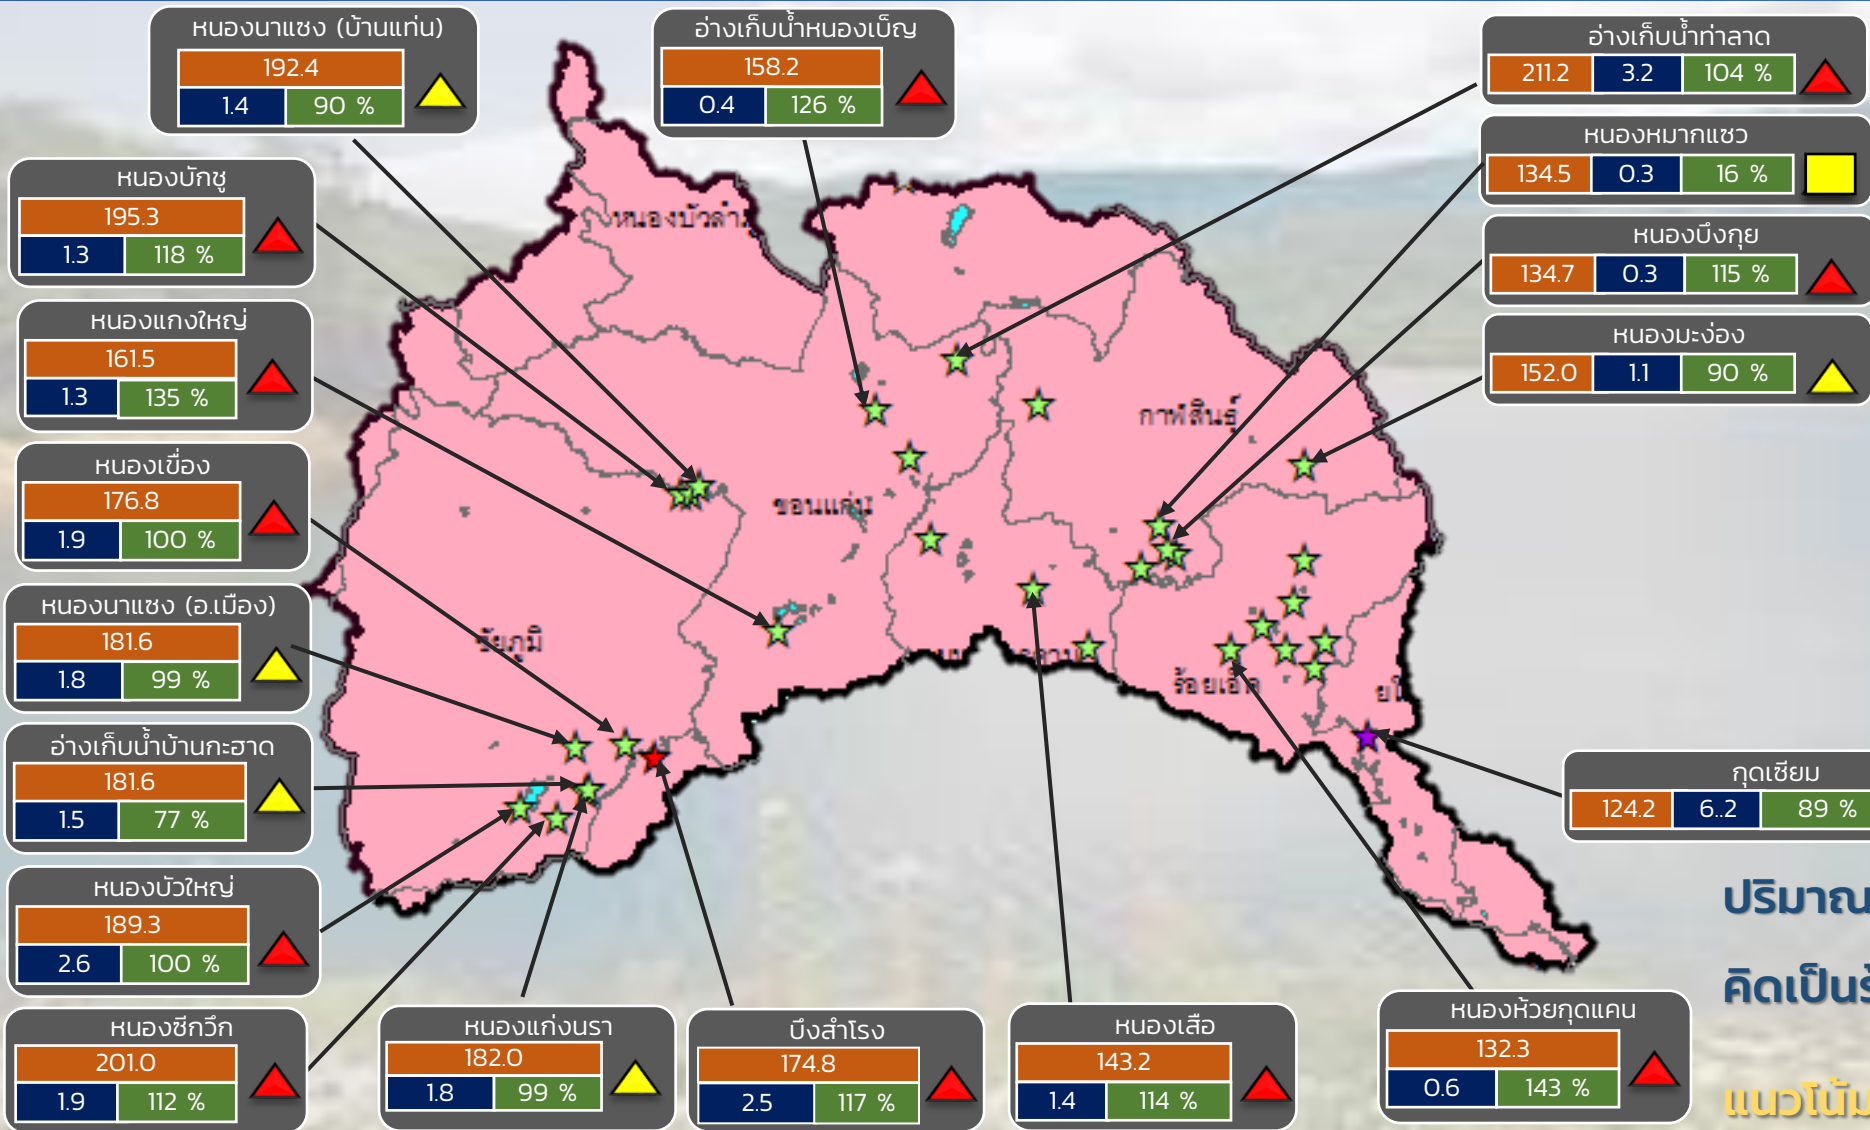 หนองนาแซง (บ้านแท่น)
192.4
1.4 90 %
อ่างเก็บน้ำหนองเบ็ญ
158.2
0.4 126 %
อ่างเก็บน้ำท่าลาด
211.2 3.2 104 %
หนองหมากแซว
134.5 0.3 16 %
หนองบึงกุย
134.7 0.3 115 %
หนองมะง่อง
152.0 1.1 90 %
หนองบักชู
195.3
1.3 118 %
หนองแกงใหญ่
161.5
1.3 135 %
หนองเขื่อง
176.8
1.9 100 %
หนองนาแซง (อ.เมือง)
181.6
1.8 99 %
อ่างเก็บน้ำบ้านกะฮาด
181.6
1.5 77 %
หนองบัวใหญ่
189.3
2.6 100 %
หนองซีกวึก
201.0
1.9 112 %
หนองแก่งนรา
182.0
1.8 99 %
บึงสำโรง
174.8
2.5 117 %
หนองเสือ
143.2
1.4 114 %
หนองห้วยกุดแคน
132.3
0.6 143 %
กุดเชียม
124.2 6..2 89 %
หนองบัวลำภู
กาฬสินธุ์
ขอนแก่น
ชัยภูมิ
ร้อยเอ็ด
ปริมาณ
คิดเป็นร้
แนวโน้ม